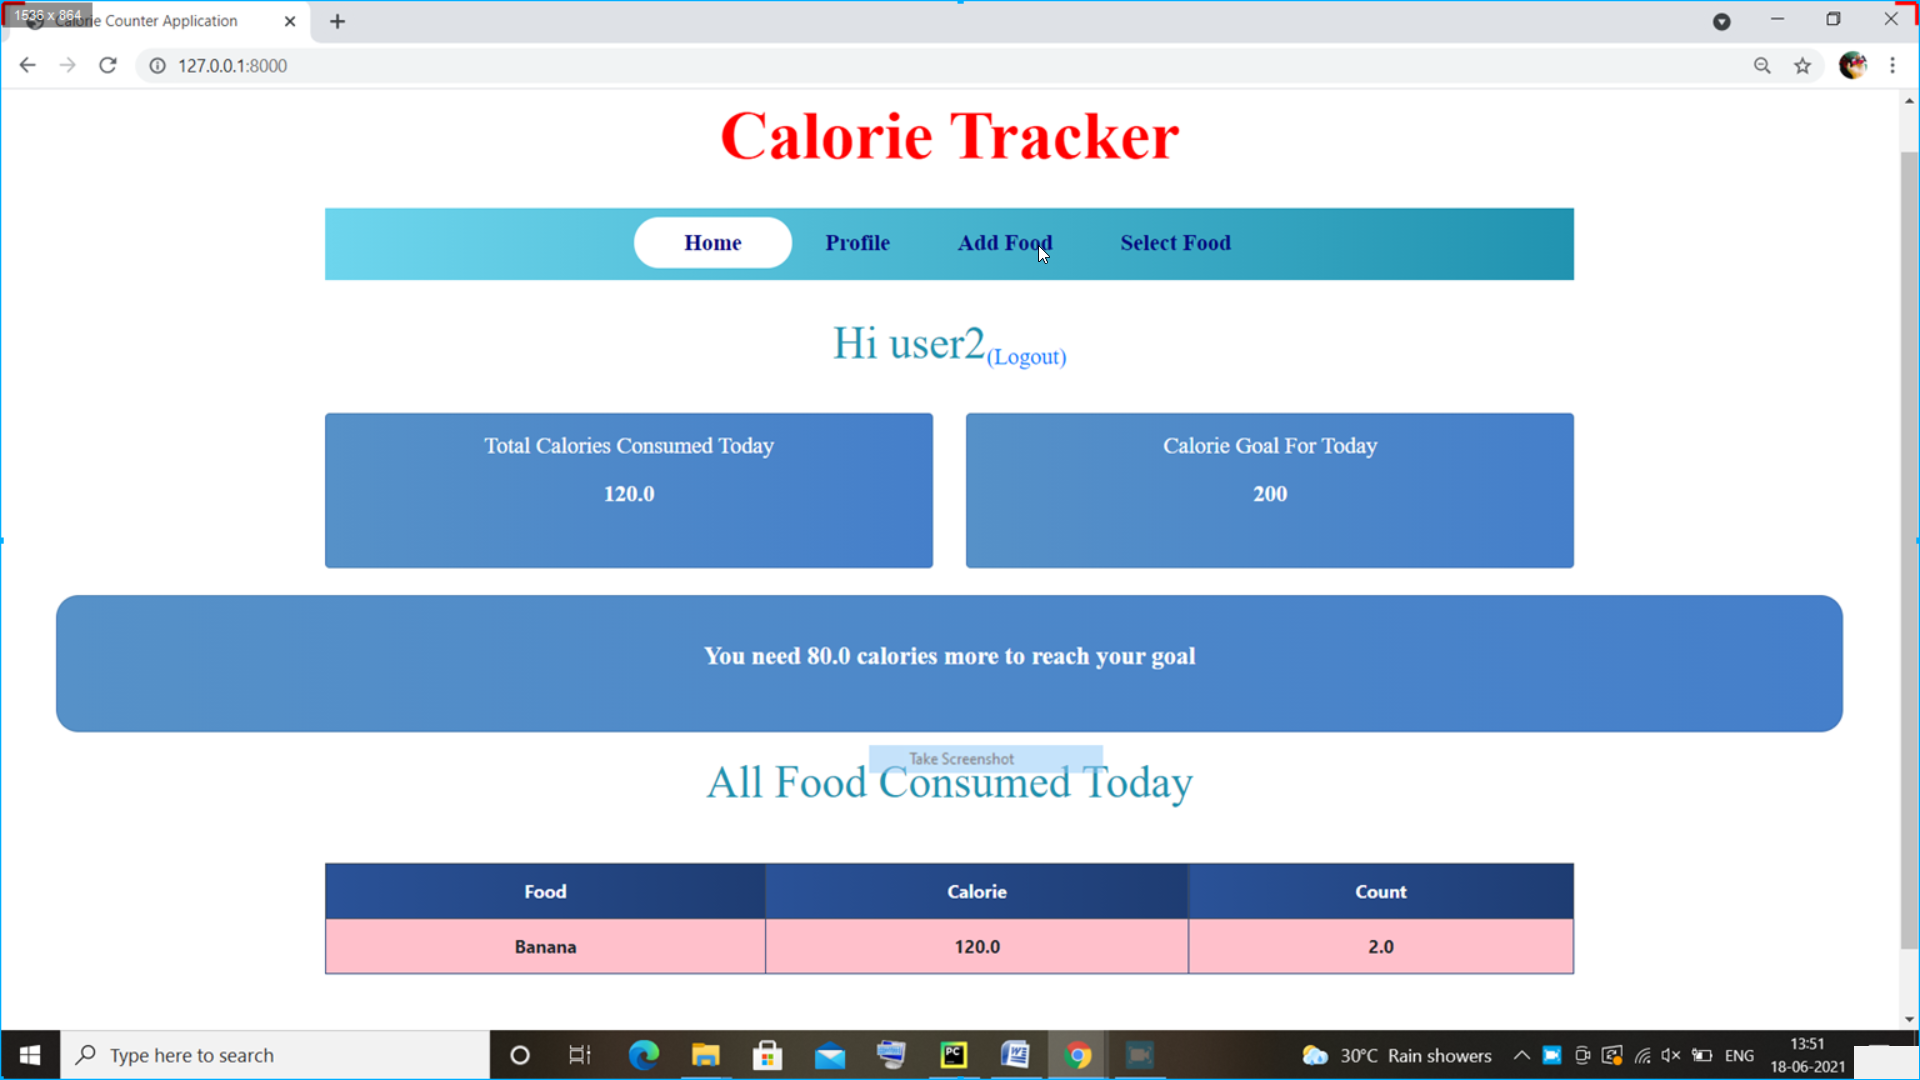 1536 x 864
Calorie Counter Application
127.0.0.1:8000
Calorie Tracker
Home Profile Add Food Select Food
Hi user2(Logout)
Total Calories Consumed Today
120.0
Calorie Goal For Today
200
You need 80.0 calories more to reach your goal
Take Screenshot
All Food Consumed Today
Food Calorie Count
Banana 120.0 2.0
Type here to search
PC
30°C Rain showers
ENG
13:51
18-06-2021